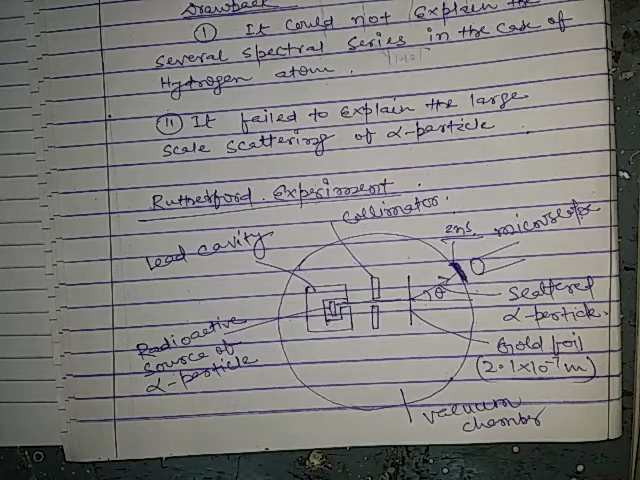 Drawback
(i) It could not explain the
several spectral series in the case of
Hydrogen atom.
(ii) It failed to explain the large
scale scattering of α-particle.
Rutherford. Experiment
Collimator.
Lead cavity
ZnS
microscope
θ
Scattered
α-particle.
Radioactive
source of
α-particle
Gold foil
(2.1×10⁻⁷m)
Vacuum
chamber